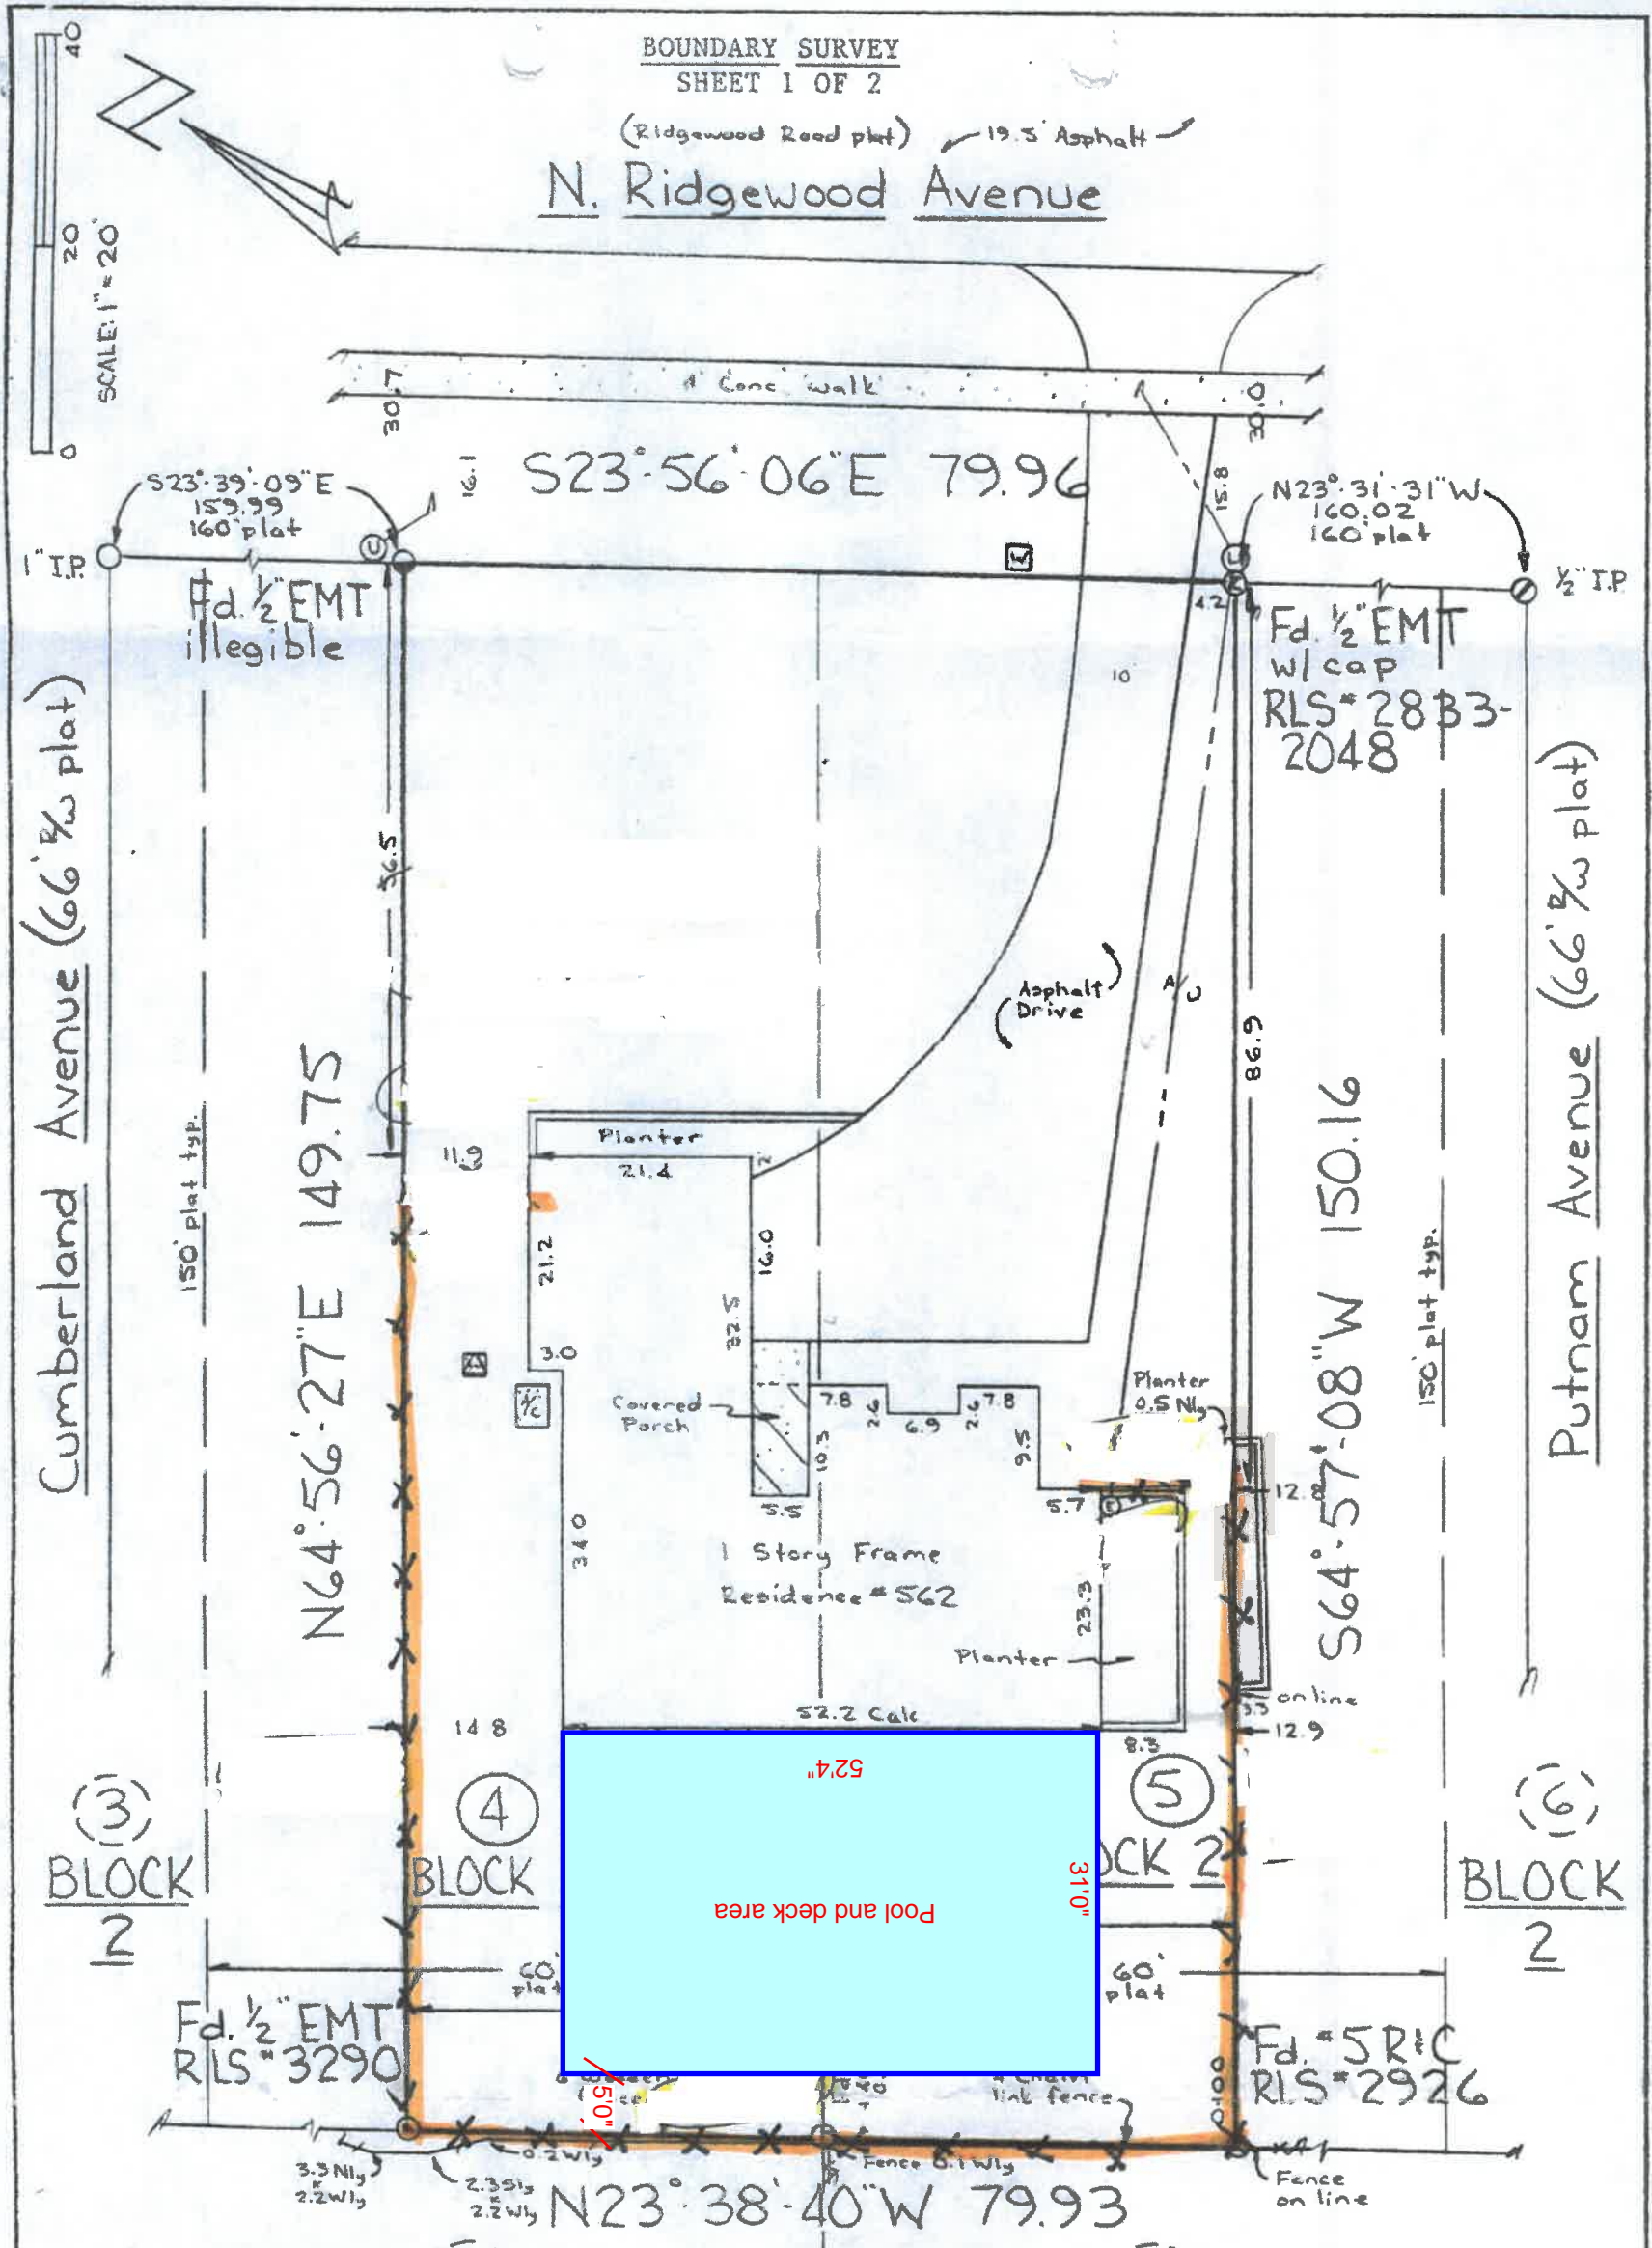 BOUNDARY SURVEY
SHEET 1 OF 2
(Ridgewood Road plat)
19.5' Asphalt
N. Ridgewood Avenue
40
20
0
SCALE: 1" = 20'
4' Conc. walk
30.7
30.0
16.1
S23°-56'-06"E 79.96
15.8
S23°-39'-09"E
159.99
160' plat
N23°-31'-31"W
160.02
160' plat
1" I.P.
½" I.P.
Fd. ½" EMT
illegible
4.2
Fd. ½" EMT
w/ cap
RLS# 28B3-
2048
10
Cumberland Avenue (66' R/W plat)
Putnam Avenue (66' R/W plat)
150' plat typ.
150' plat typ.
N64°-56'-27"E 149.75
S64°-57'-08"W 150.16
56.5
86.9
Asphalt
Drive
A
U
Planter
11.9
21.4
2'
21.2
16.0
32.5
3.0
A/C
Covered
Porch
7.8
2.6
6.9
2.6
7.8
10.3
9.5
5.5
5.7
Planter
0.5 Nly
34.0
1 Story Frame
Residence # 562
23.3
Planter
on line
3.3
52.2 Calc
14.8
12.9
8.3
52'4"
31'0"
Pool and deck area
3
BLOCK
2
4
BLOCK
5
OCK 2
6
BLOCK
2
60'
plat
60'
plat
Fd. ½" EMT
RLS# 3290
Fd. #5 R&C
RLS# 2926
5'0"
link fence
0.2 Wly
Fence 0.1 Wly
3.3 Nly
2.2 Wly
2.3 Sly
2.2 Wly
Fence
on line
N23°-38'-40"W 79.93